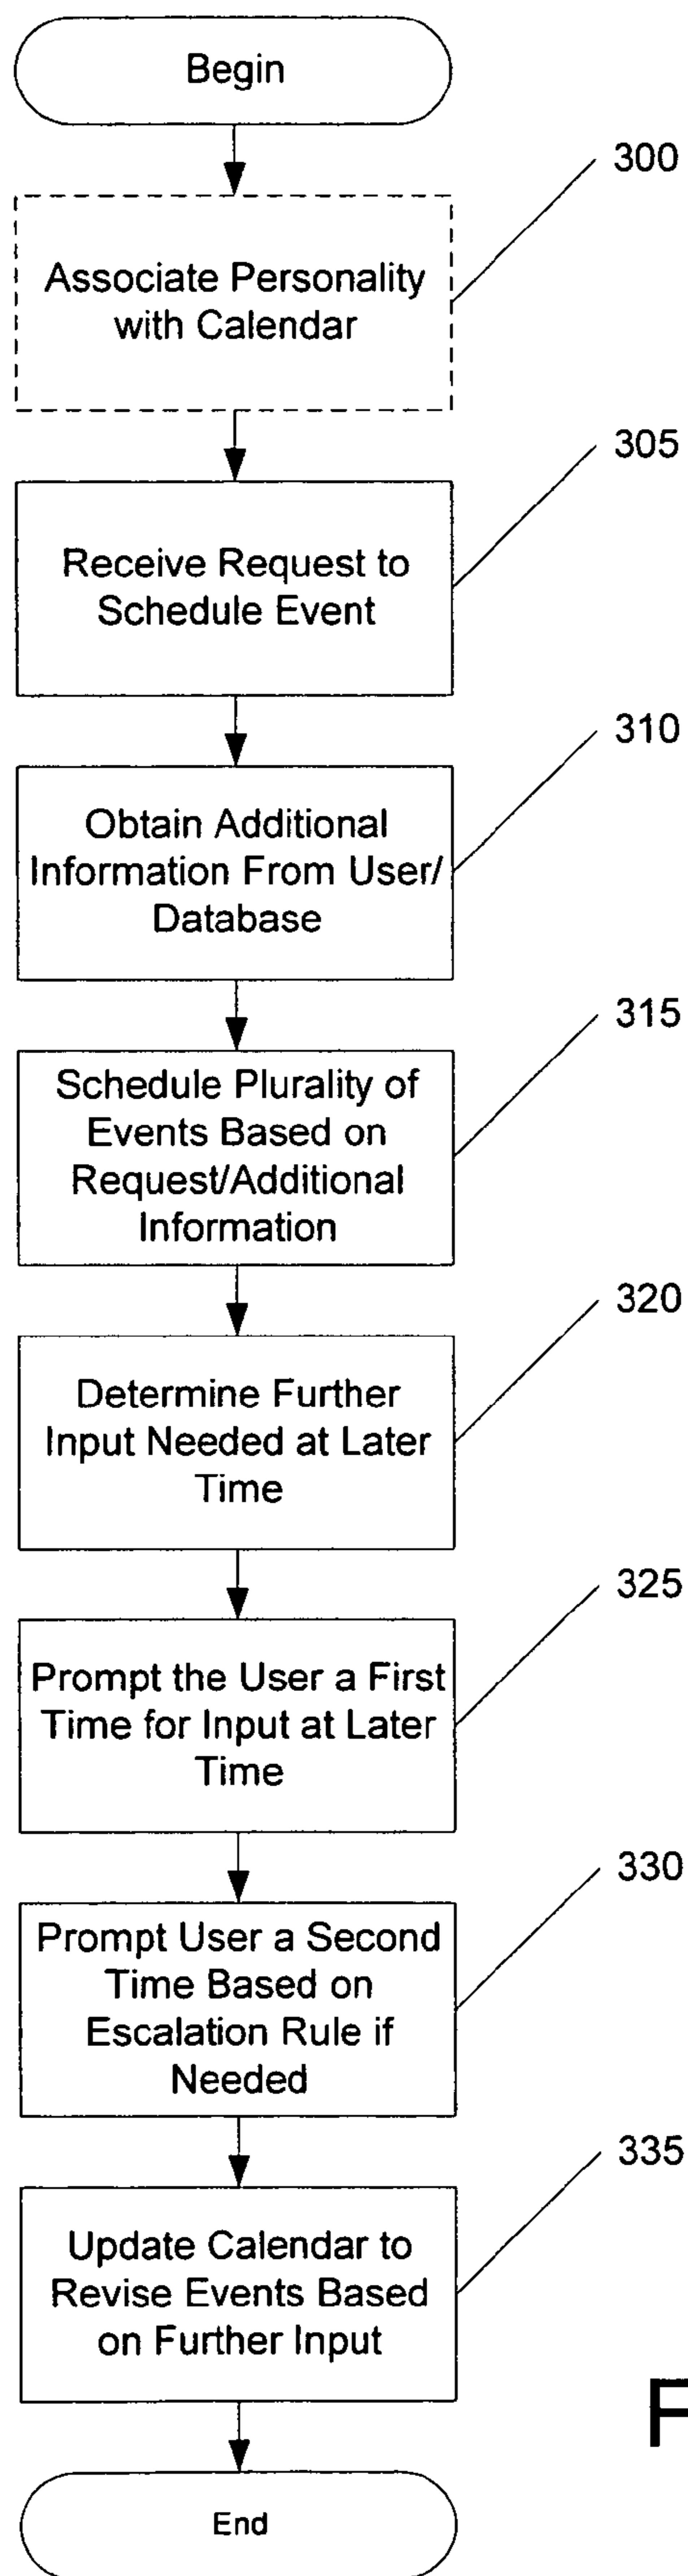 Begin
300
Associate Personality
with Calendar
305
Receive Request to
Schedule Event
310
Obtain Additional
Information From User/
Database
315
Schedule Plurality of
Events Based on
Request/Additional
Information
320
Determine Further
Input Needed at Later
Time
325
Prompt the User a First
Time for Input at Later
Time
330
Prompt User a Second
Time Based on
Escalation Rule if
Needed
335
Update Calendar to
Revise Events Based
on Further Input
End